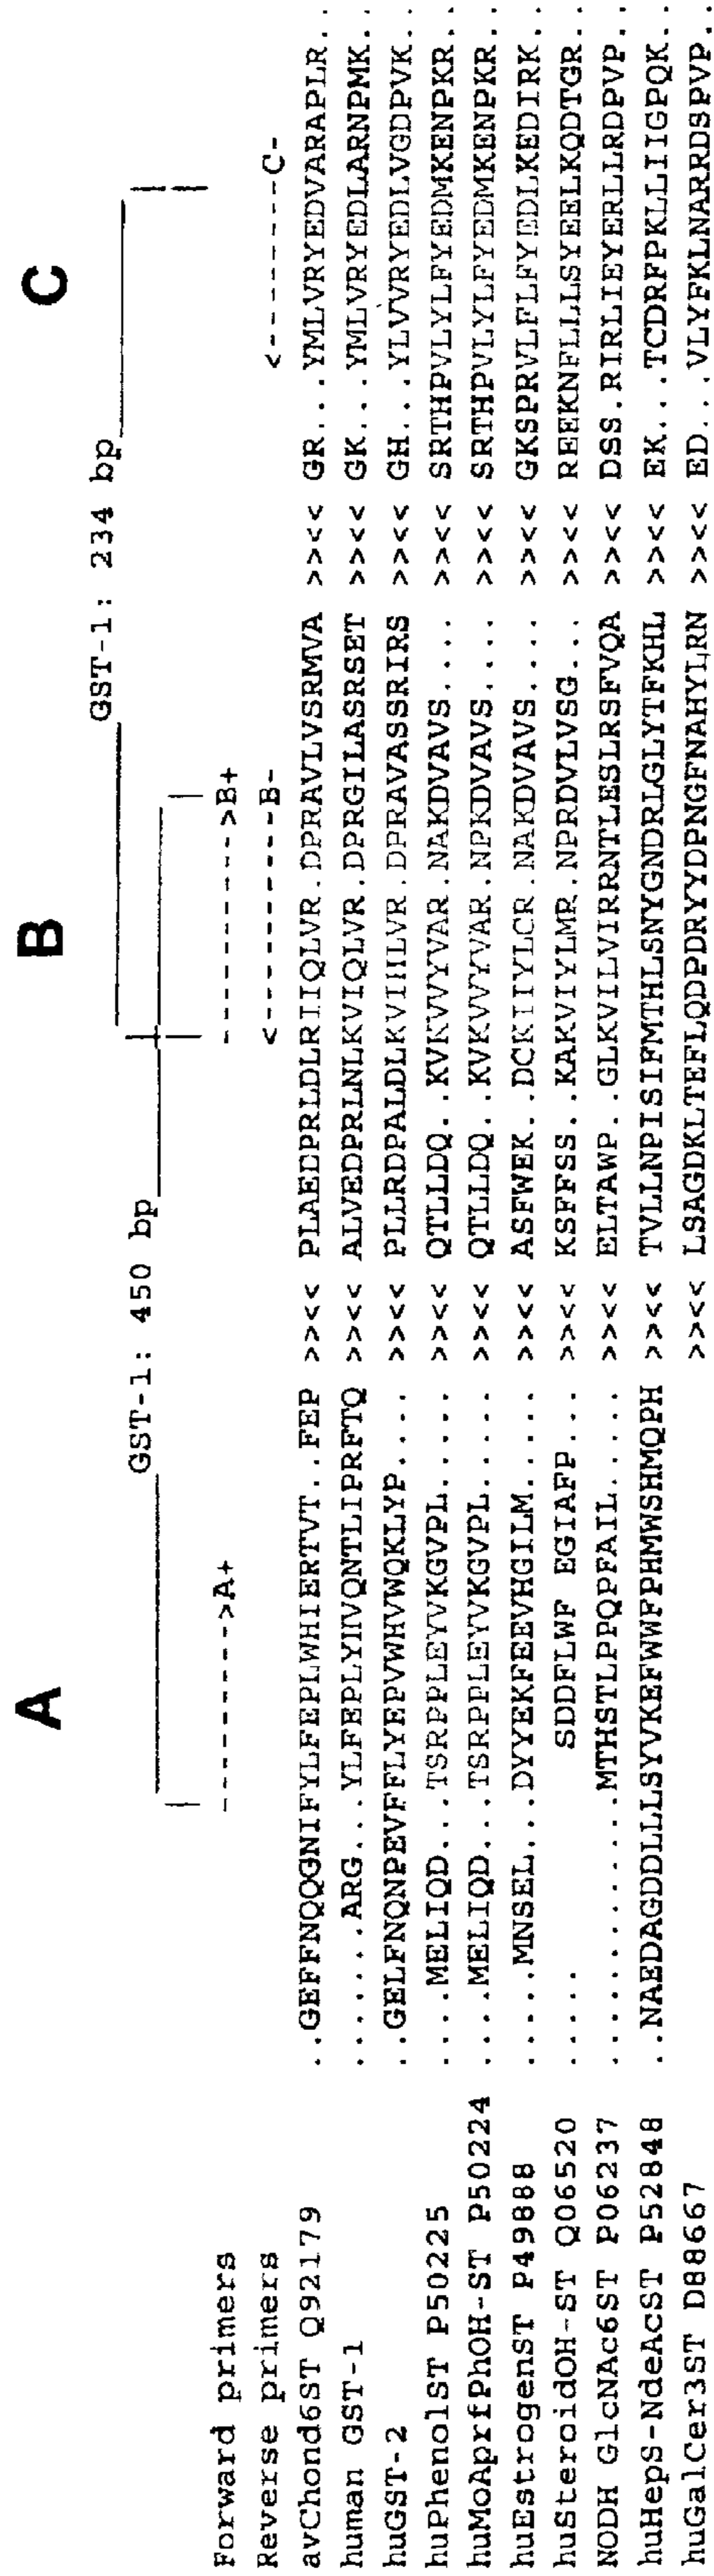 A B C
GST-1: 234 bp
GST-1: 450 bp
Forward primers --------->A+ --------->B+
Reverse primers <---------B- <---------C-
avChond6ST Q92179 ..GEFFNQQGNIFYLFEPLWHIERTVT..FEP >><< PLAEDPRLDLRIIQLVR.DPRAVLVSRMVA >><< GR...YMLVRYEDVARAPLR..
human GST-1 .......ARG...YLFEPLYHVQNTLIPRFTQ >><< ALVEDPRLNLKVIQLVR.DPRGILASRSET >><< GK...YMLVRYEDLARNPMK..
huGST-2 ..GELFNQNPEVFFLYEPVWHVWQKLYP.... >><< PLLRDPALDLKVIHLVR.DPRAVASSRIRS >><< GH...YLVVRYEDLVGDPVK..
huPhenolST P50225 ....MELIQD...TSRPPLEYVKGVPL..... >><< QTLLDQ..KVKVVYVAR.NAKDVAVS.... >><< SRTHPVLYLFYEDMKENPKR..
huMoAprfPhOH-ST P50224 ....MELIQD...TSRPPLEYVKGVPL..... >><< QTLLDQ..KVKVVYVAR.NPKDVAVS.... >><< SRTHPVLYLFYEDMKENPKR..
huEstrogenST P49888 .....MNSEL...DYYEKFEEVHGILM..... >><< ASFWEK..DCKIIYLCR.NAKDVAVS.... >><< GKSPRVLFLFYEDLKEDIRK..
huSteroidOH-ST Q06520 ..... SDDFLWF EGIAFP... >><< KSFFSS..KAKVIYLMR.NPRDVLVSG... >><< REEKNFLLLSYEELKQDTGR..
NODH GlcNAc6ST P06237 .............MTHSTLPPQPFAIL..... >><< ELTAWP..GLKVILVIRRNTLESLRSFVQA >><< DSS.RIRLIEYERLLRDPVP..
huHepS-NdeAcST P52848 ..NAEDAGDDLLLSYVKEFWWFPHMWSHMQPH >><< TVLLNPISIFMTHLSNYGNDRLGLYTFKHL >><< EK...TCDRFPKLLIIGPQK..
huGalCer3ST D88667 >><< LSAGDKLTEFLQDPDRYYDPNGFNAHYLRN >><< ED...VLYFKLNARRDSPVP..